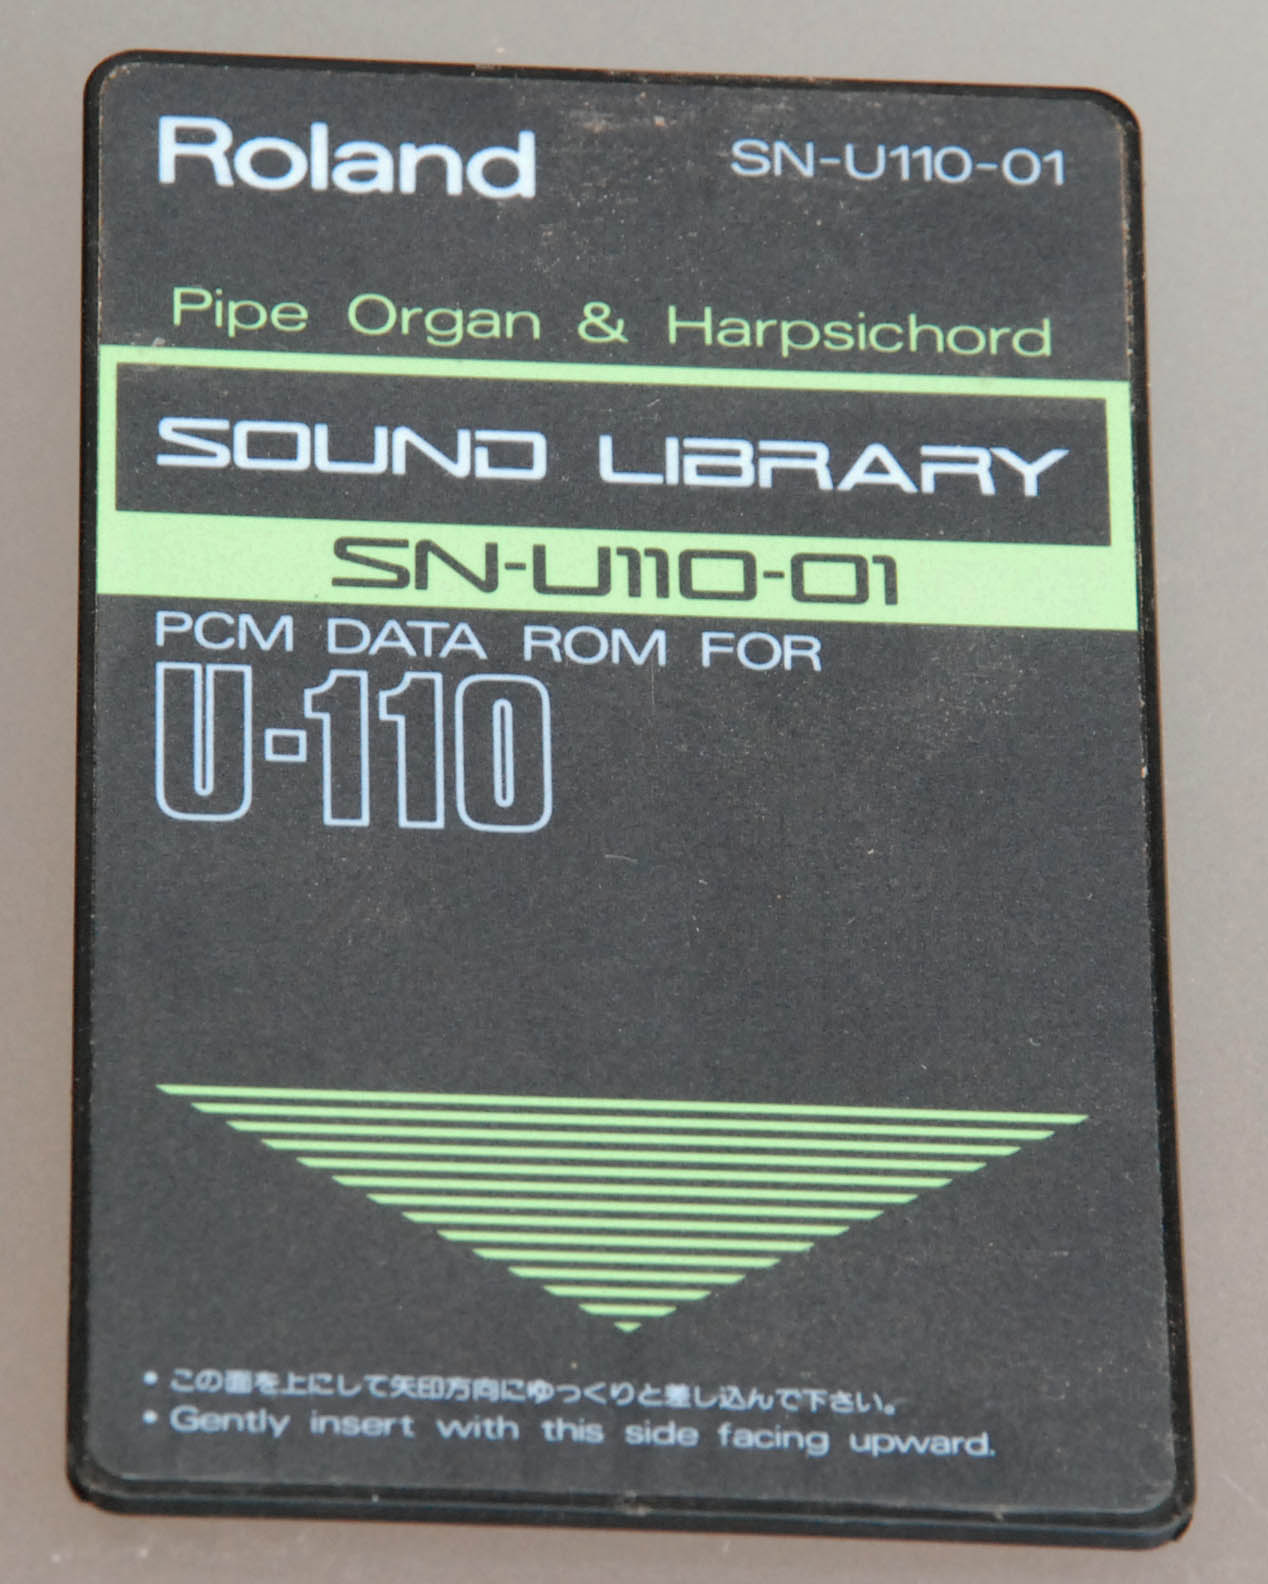 Roland
SN-U110-01
Pipe Organ & Harpsichord
SOUND LIBRARY
SN-U110-01
PCM DATA ROM FOR
U-110
• この面を上にして矢印方向にゆっくりと差し込んで下さい。
• Gently insert with this side facing upward.